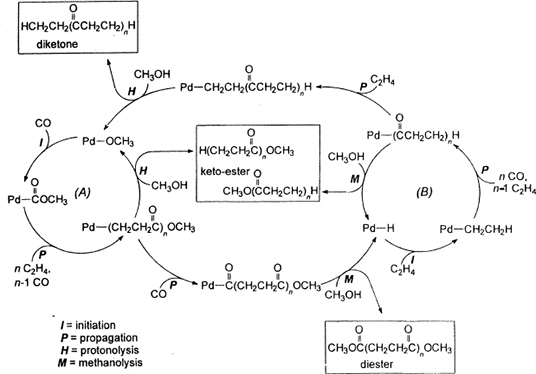 O
HCH₂CH₂(CCH₂CH₂)ₙH
diketone
CH₃OH
H
O
Pd—CH₂CH₂(CCH₂CH₂)ₙH
P
C₂H₄
CO
I
Pd—OCH₃
H
CH₃OH
O
H(CH₂CH₂C)ₙOCH₃
keto-ester
O
CH₃O(CCH₂CH₂)ₙH
O
Pd—(CCH₂CH₂)ₙH
CH₃OH
M
O
Pd—COCH₃
(A)
(B)
P
n CO,
n-1 C₂H₄
O
Pd—(CH₂CH₂C)ₙOCH₃
Pd—H
Pd—CH₂CH₂H
P
n C₂H₄,
n-1 CO
C₂H₄
I
CO
P
O O
Pd—C(CH₂CH₂C)ₙOCH₃
M
CH₃OH
I = initiation
P = propagation
H = protonolysis
M = methanolysis
O O
CH₃OC(CH₂CH₂C)ₙOCH₃
diester